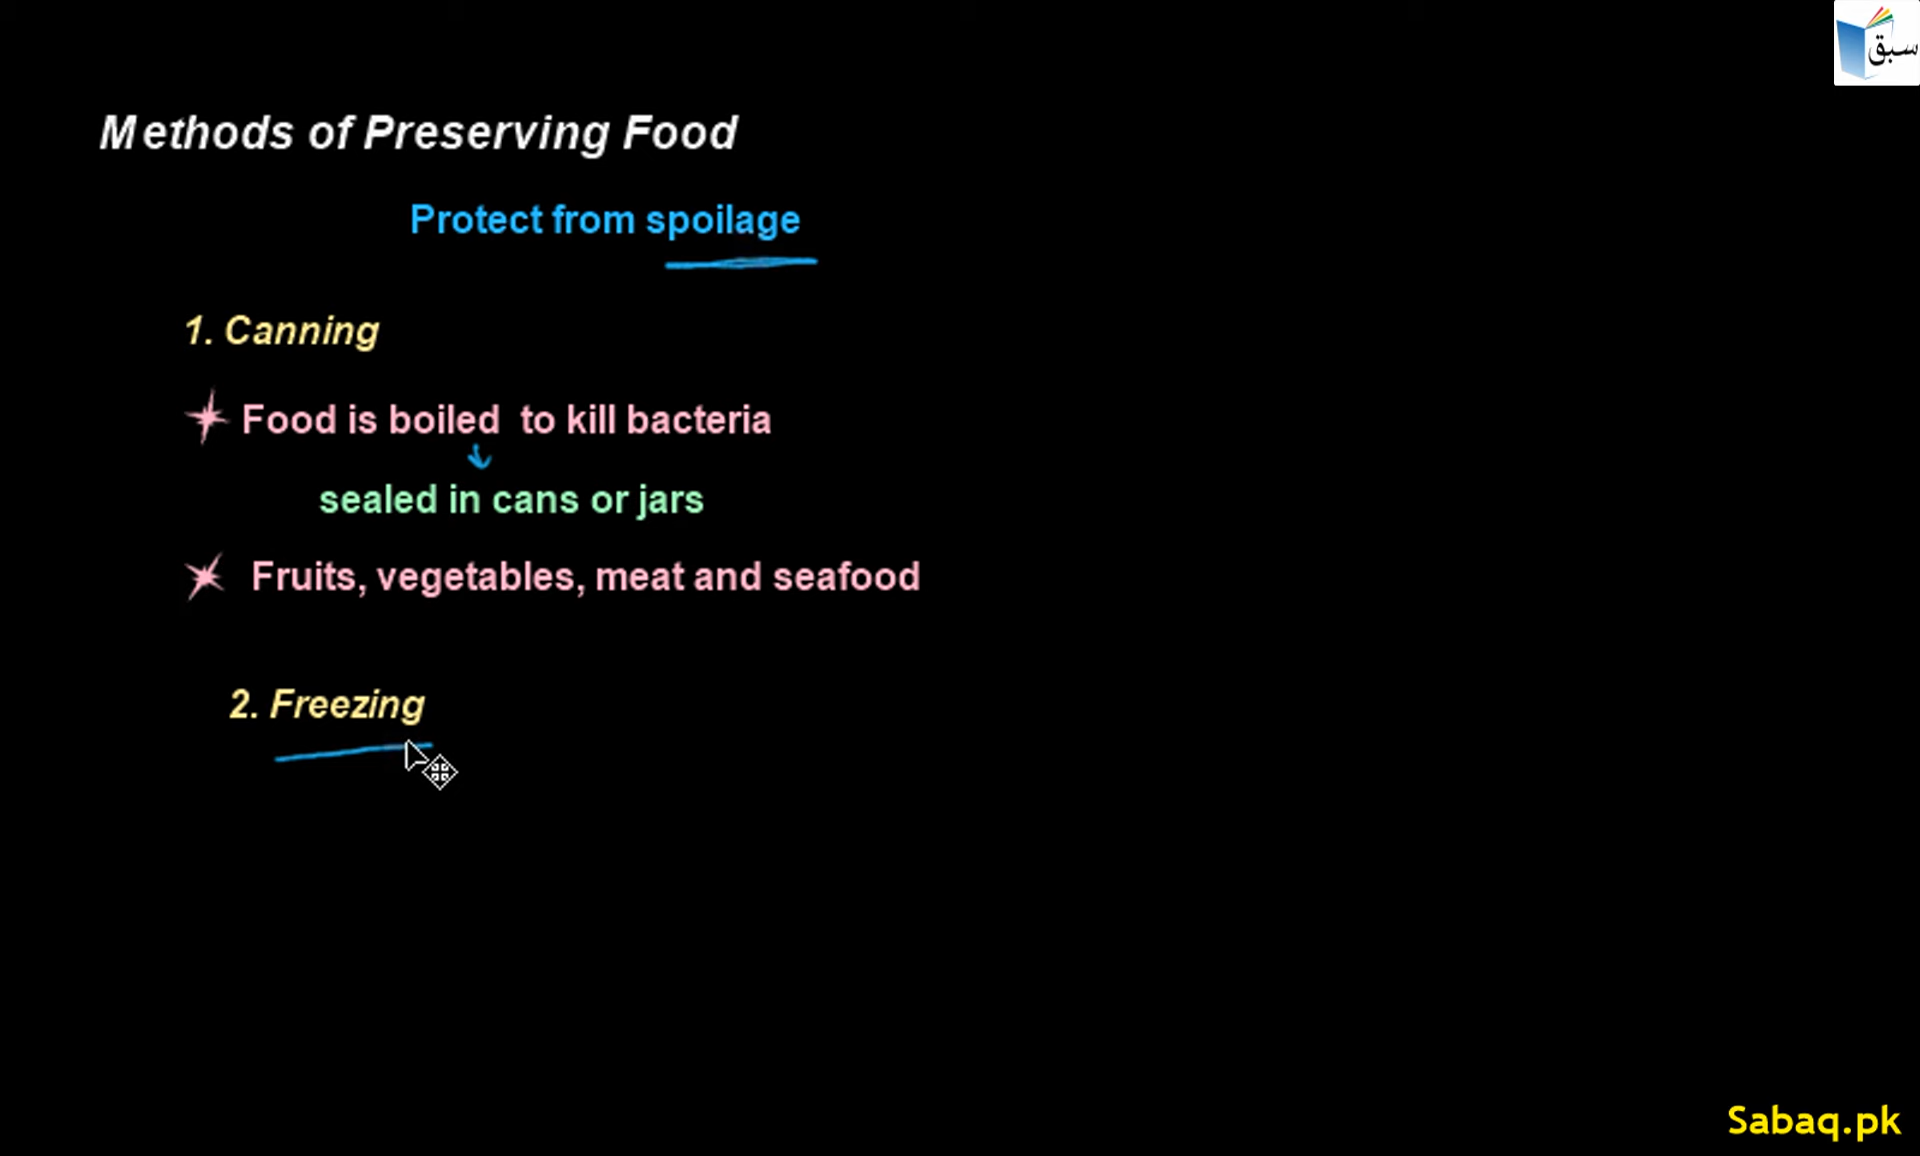 سبق
Methods of Preserving Food
Protect from spoilage
1. Canning
Food is boiled to kill bacteria
sealed in cans or jars
Fruits, vegetables, meat and seafood
2. Freezing
Sabaq.pk